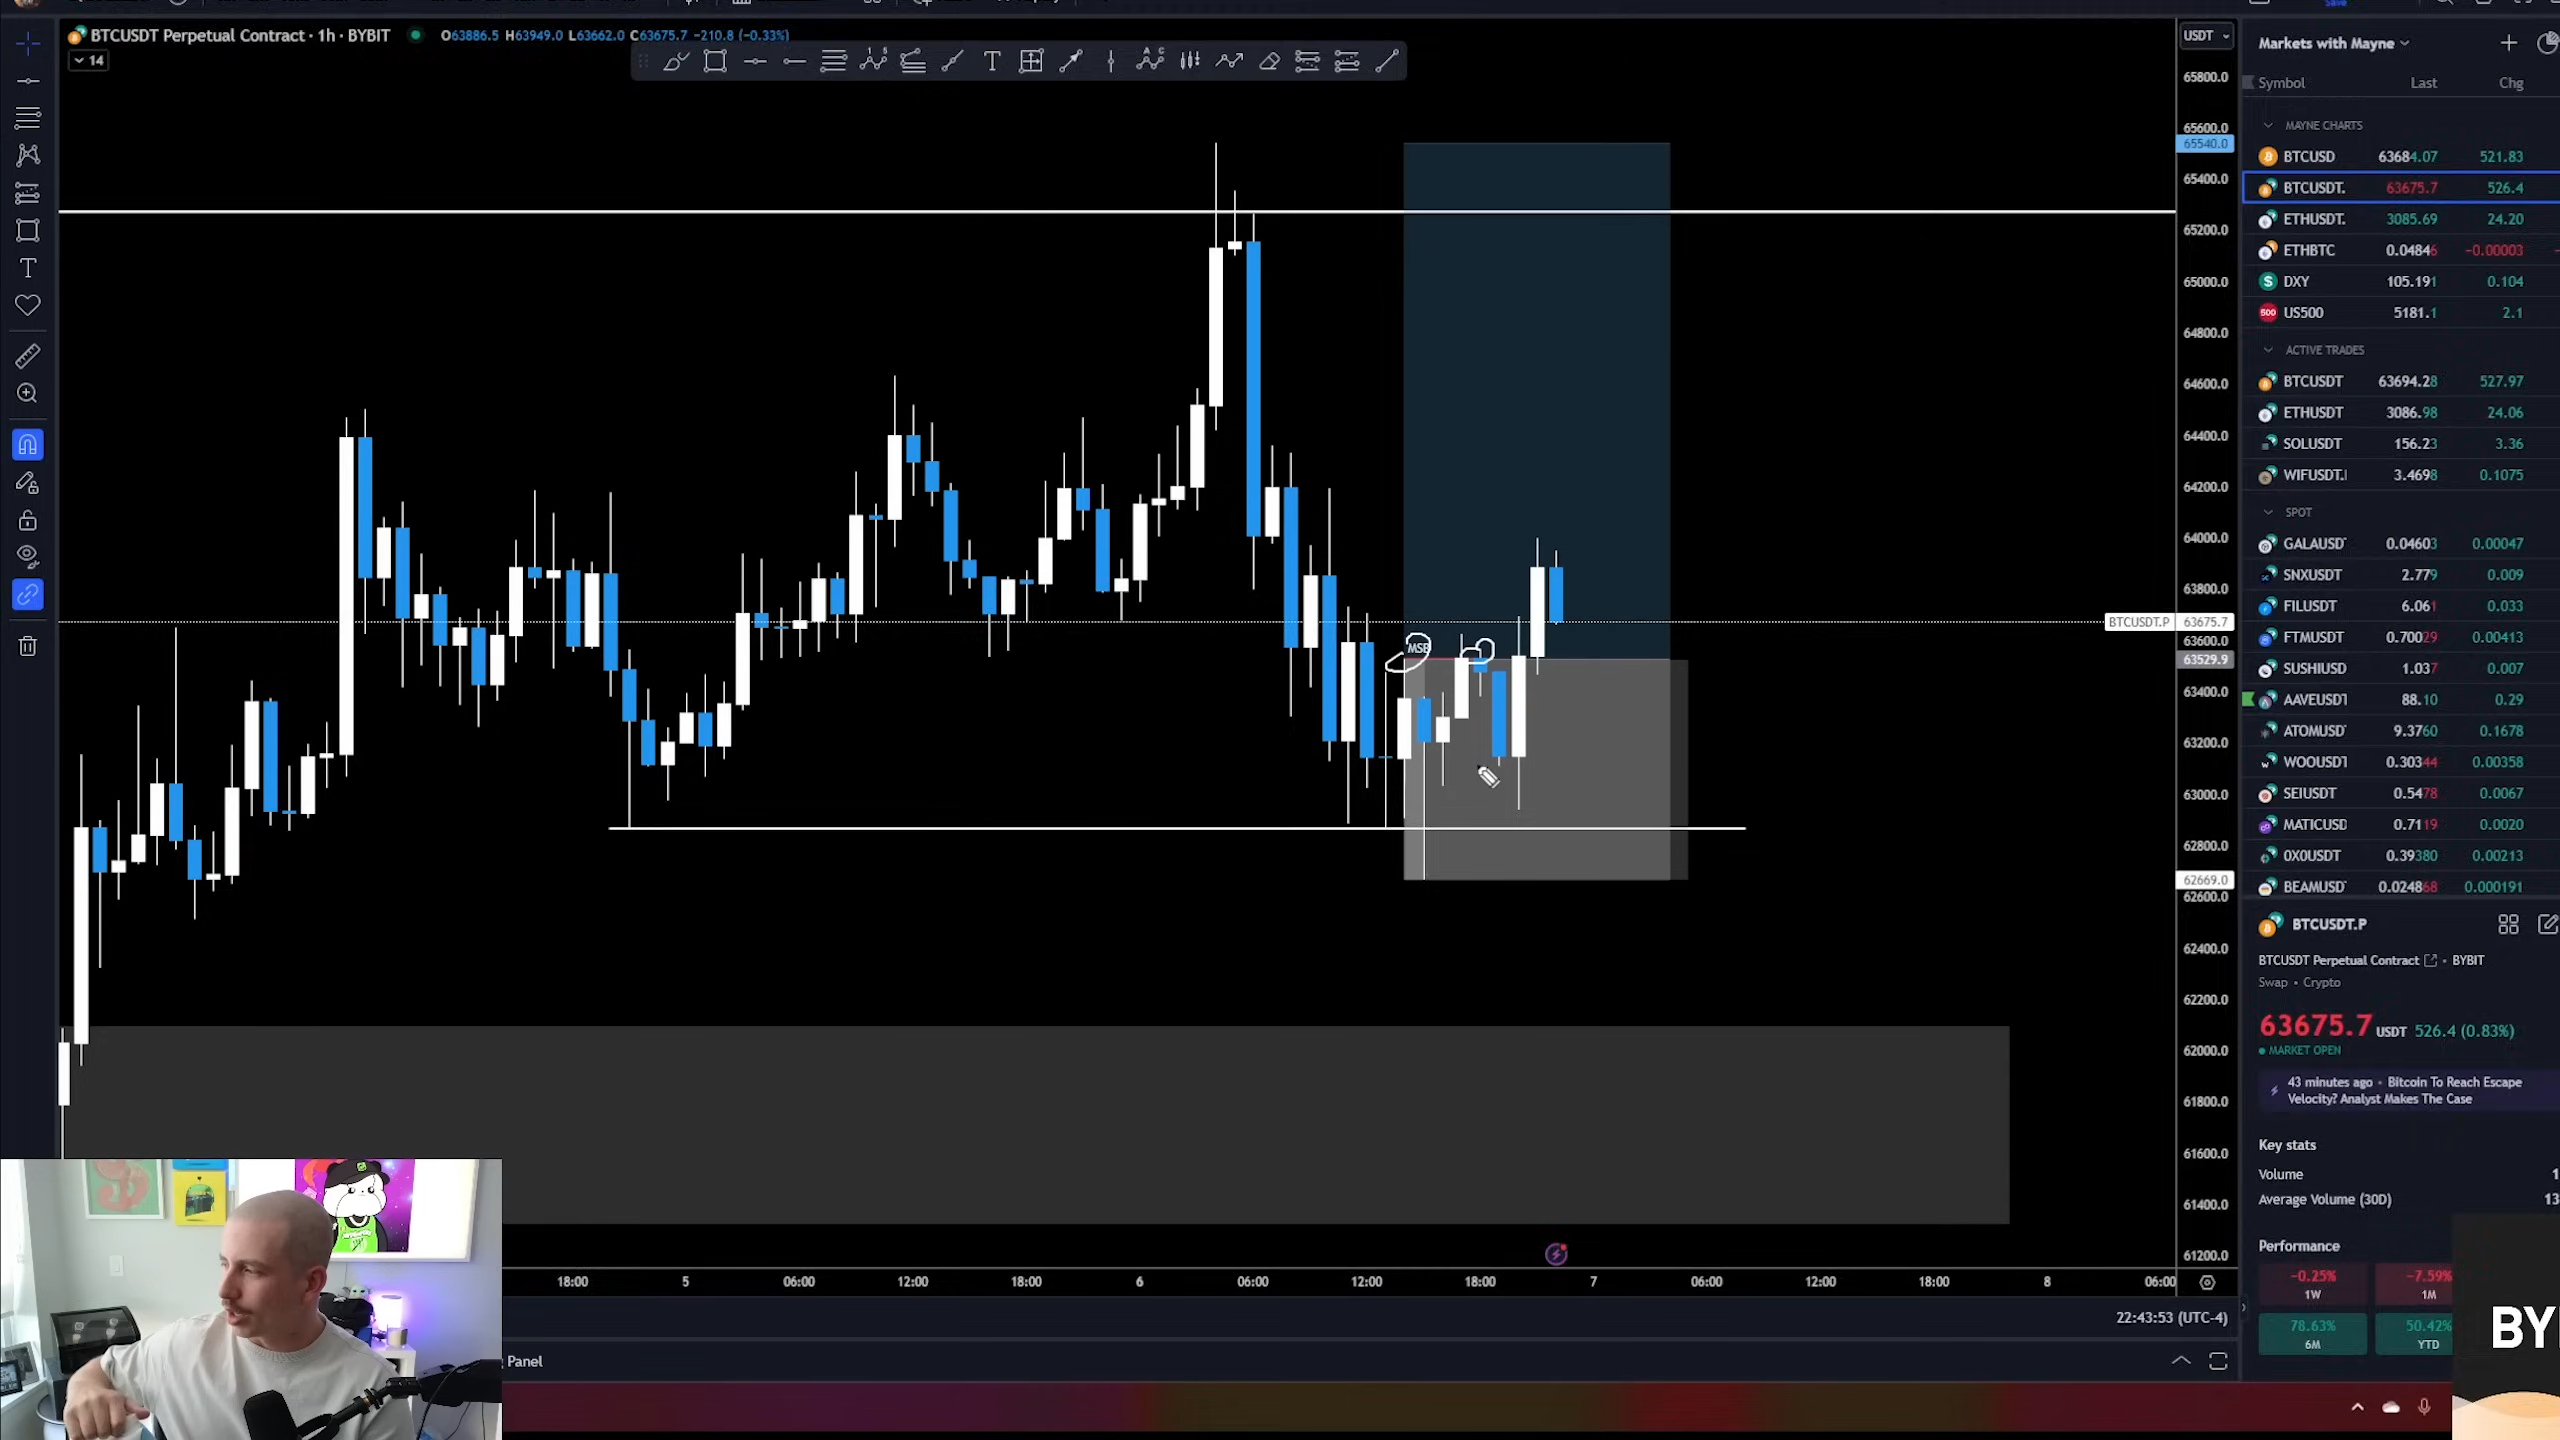 BTCUSDT Perpetual Contract · 1h · BYBIT O63886.5 H63949.0 L63662.0 C63675.7 −210.8 (−0.33%)
14
USDT
65800.0
65600.0
65540.0
65400.0
65200.0
65000.0
64800.0
64600.0
64400.0
64200.0
64000.0
63800.0
BTCUSDT.P 63675.7
63600.0
63529.9
63400.0
63200.0
63000.0
62800.0
62669.0
62600.0
62400.0
62200.0
62000.0
61800.0
61600.0
61400.0
61200.0
MSB
18:00 5 06:00 12:00 18:00 6 06:00 12:00 18:00 7 06:00 12:00 18:00 8 06:00
22:43:53 (UTC-4)
Panel
Save
Markets with Mayne
Symbol Last Chg
MAYNE CHARTS
BTCUSD 63684.07 521.83
BTCUSDT. 63675.7 526.4
ETHUSDT. 3085.69 24.20
ETHBTC 0.04846 −0.00003
DXY 105.191 0.104
500 US500 5181.1 2.1
ACTIVE TRADES
BTCUSDT 63694.28 527.97
ETHUSDT 3086.98 24.06
SOLUSDT 156.23 3.36
WIFUSDT.I 3.4698 0.1075
SPOT
GALAUSD 0.04603 0.00047
SNXUSDT 2.779 0.009
FILUSDT 6.061 0.033
FTMUSDT 0.70029 0.00413
SUSHIUSD 1.037 0.007
AAVEUSDT 88.10 0.29
ATOMUSD 9.3760 0.1678
WOOUSDT 0.30344 0.00358
SEIUSDT 0.5478 0.0067
MATICUSD 0.7119 0.0020
0X0USDT 0.39380 0.00213
BEAMUSD 0.024868 0.000191
BTCUSDT.P
BTCUSDT Perpetual Contract • BYBIT
Swap • Crypto
63675.7 USDT 526.4 (0.83%)
MARKET OPEN
43 minutes ago • Bitcoin To Reach Escape
Velocity? Analyst Makes The Case
Key stats
Volume 1
Average Volume (30D) 13
Performance
−0.25% −7.59%
1W 1M
78.63% 50.42%
6M YTD
BY